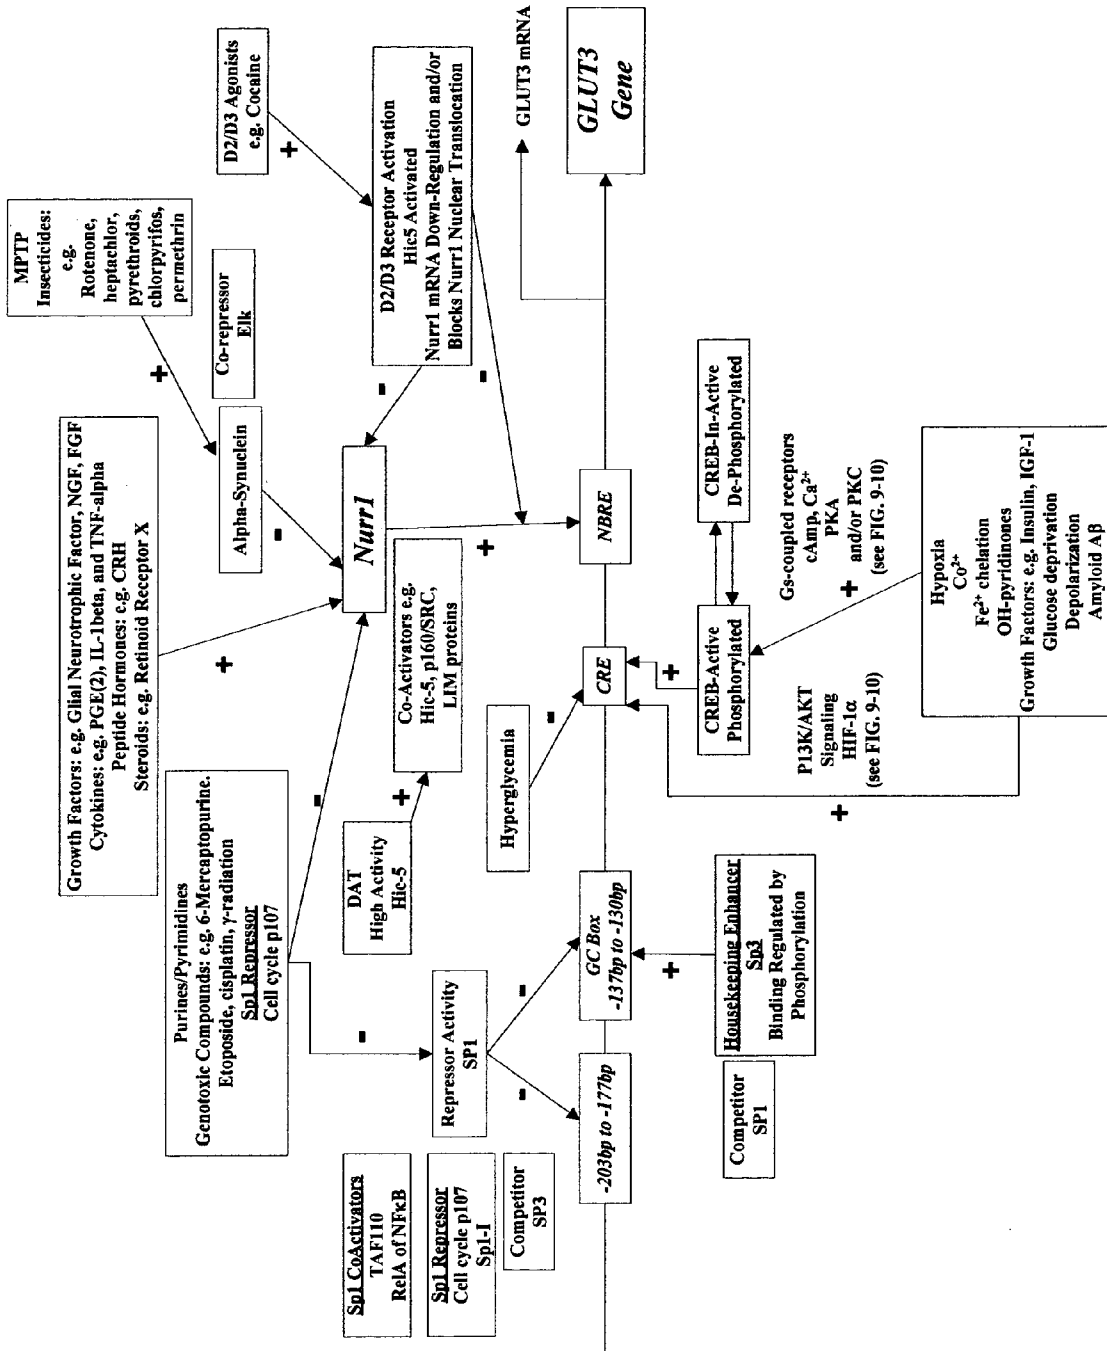 MPTP
Insecticides:
e.g.
Rotenone,
heptachlor,
pyrethroids,
chlorpyrifos,
permethrin
Growth Factors: e.g. Glial Neurotrophic Factor, NGF, FGF
Cytokines: e.g. PGE(2), IL-1beta, and TNF-alpha
Peptide Hormones: e.g. CRH
Steroids: e.g. Retinoid Receptor X
Purines/Pyrimidines
Genotoxic Compounds: e.g. 6-Mercaptopurine.
Etoposide, cisplatin, γ-radiation
Sp1 Repressor
Cell cycle p107
Alpha-Synuclein
Co-repressor
Elk
D2/D3 Agonists
e.g. Cocaine
+
+
+
-
-
-
Sp1 CoActivators
TAF110
RelA of NFκB
DAT
High Activity
Hic-5
+
Co-Activators e.g.
Hic-5, p160/SRC,
LIM proteins
Nurr1
-
-
+
D2/D3 Receptor Activation
Hic5 Activated
Nurr1 mRNA Down-Regulation and/or
Blocks Nurr1 Nuclear Translocation
Sp1 Repressor
Cell cycle p107
Sp1-I
Competitor
SP3
Repressor Activity
SP1
-
-
Hyperglycemia
-
GLUT3 mRNA
-203bp to -177bp
GC Box
-137bp to -130bp
CRE
NBRE
GLUT3
Gene
+
+
Competitor
SP1
Housekeeping Enhancer
Sp3
Binding Regulated by
Phosphorylation
CREB-Active
Phosphorylated
CREB-In-Active
De-Phosphorylated
P13K/AKT
Signaling
HIF-1α
(see FIG. 9-10)
+
Gs-coupled receptors
cAmp, Ca²⁺
PKA
+ and/or PKC
(see FIG. 9-10)
Hypoxia
Co²⁺
Fe²⁺ chelation
OH-pyridinones
Growth Factors: e.g. Insulin, IGF-1
Glucose deprivation
Depolarization
Amyloid Aβ